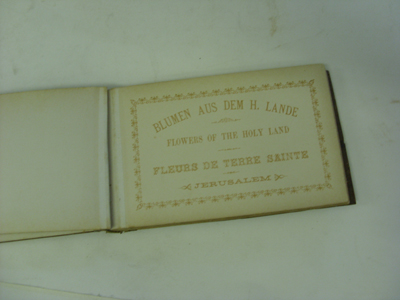 BLUMEN AUS DEM H. LANDE
FLOWERS OF THE HOLY LAND
FLEURS DE TERRE SAINTE
JERUSALEM